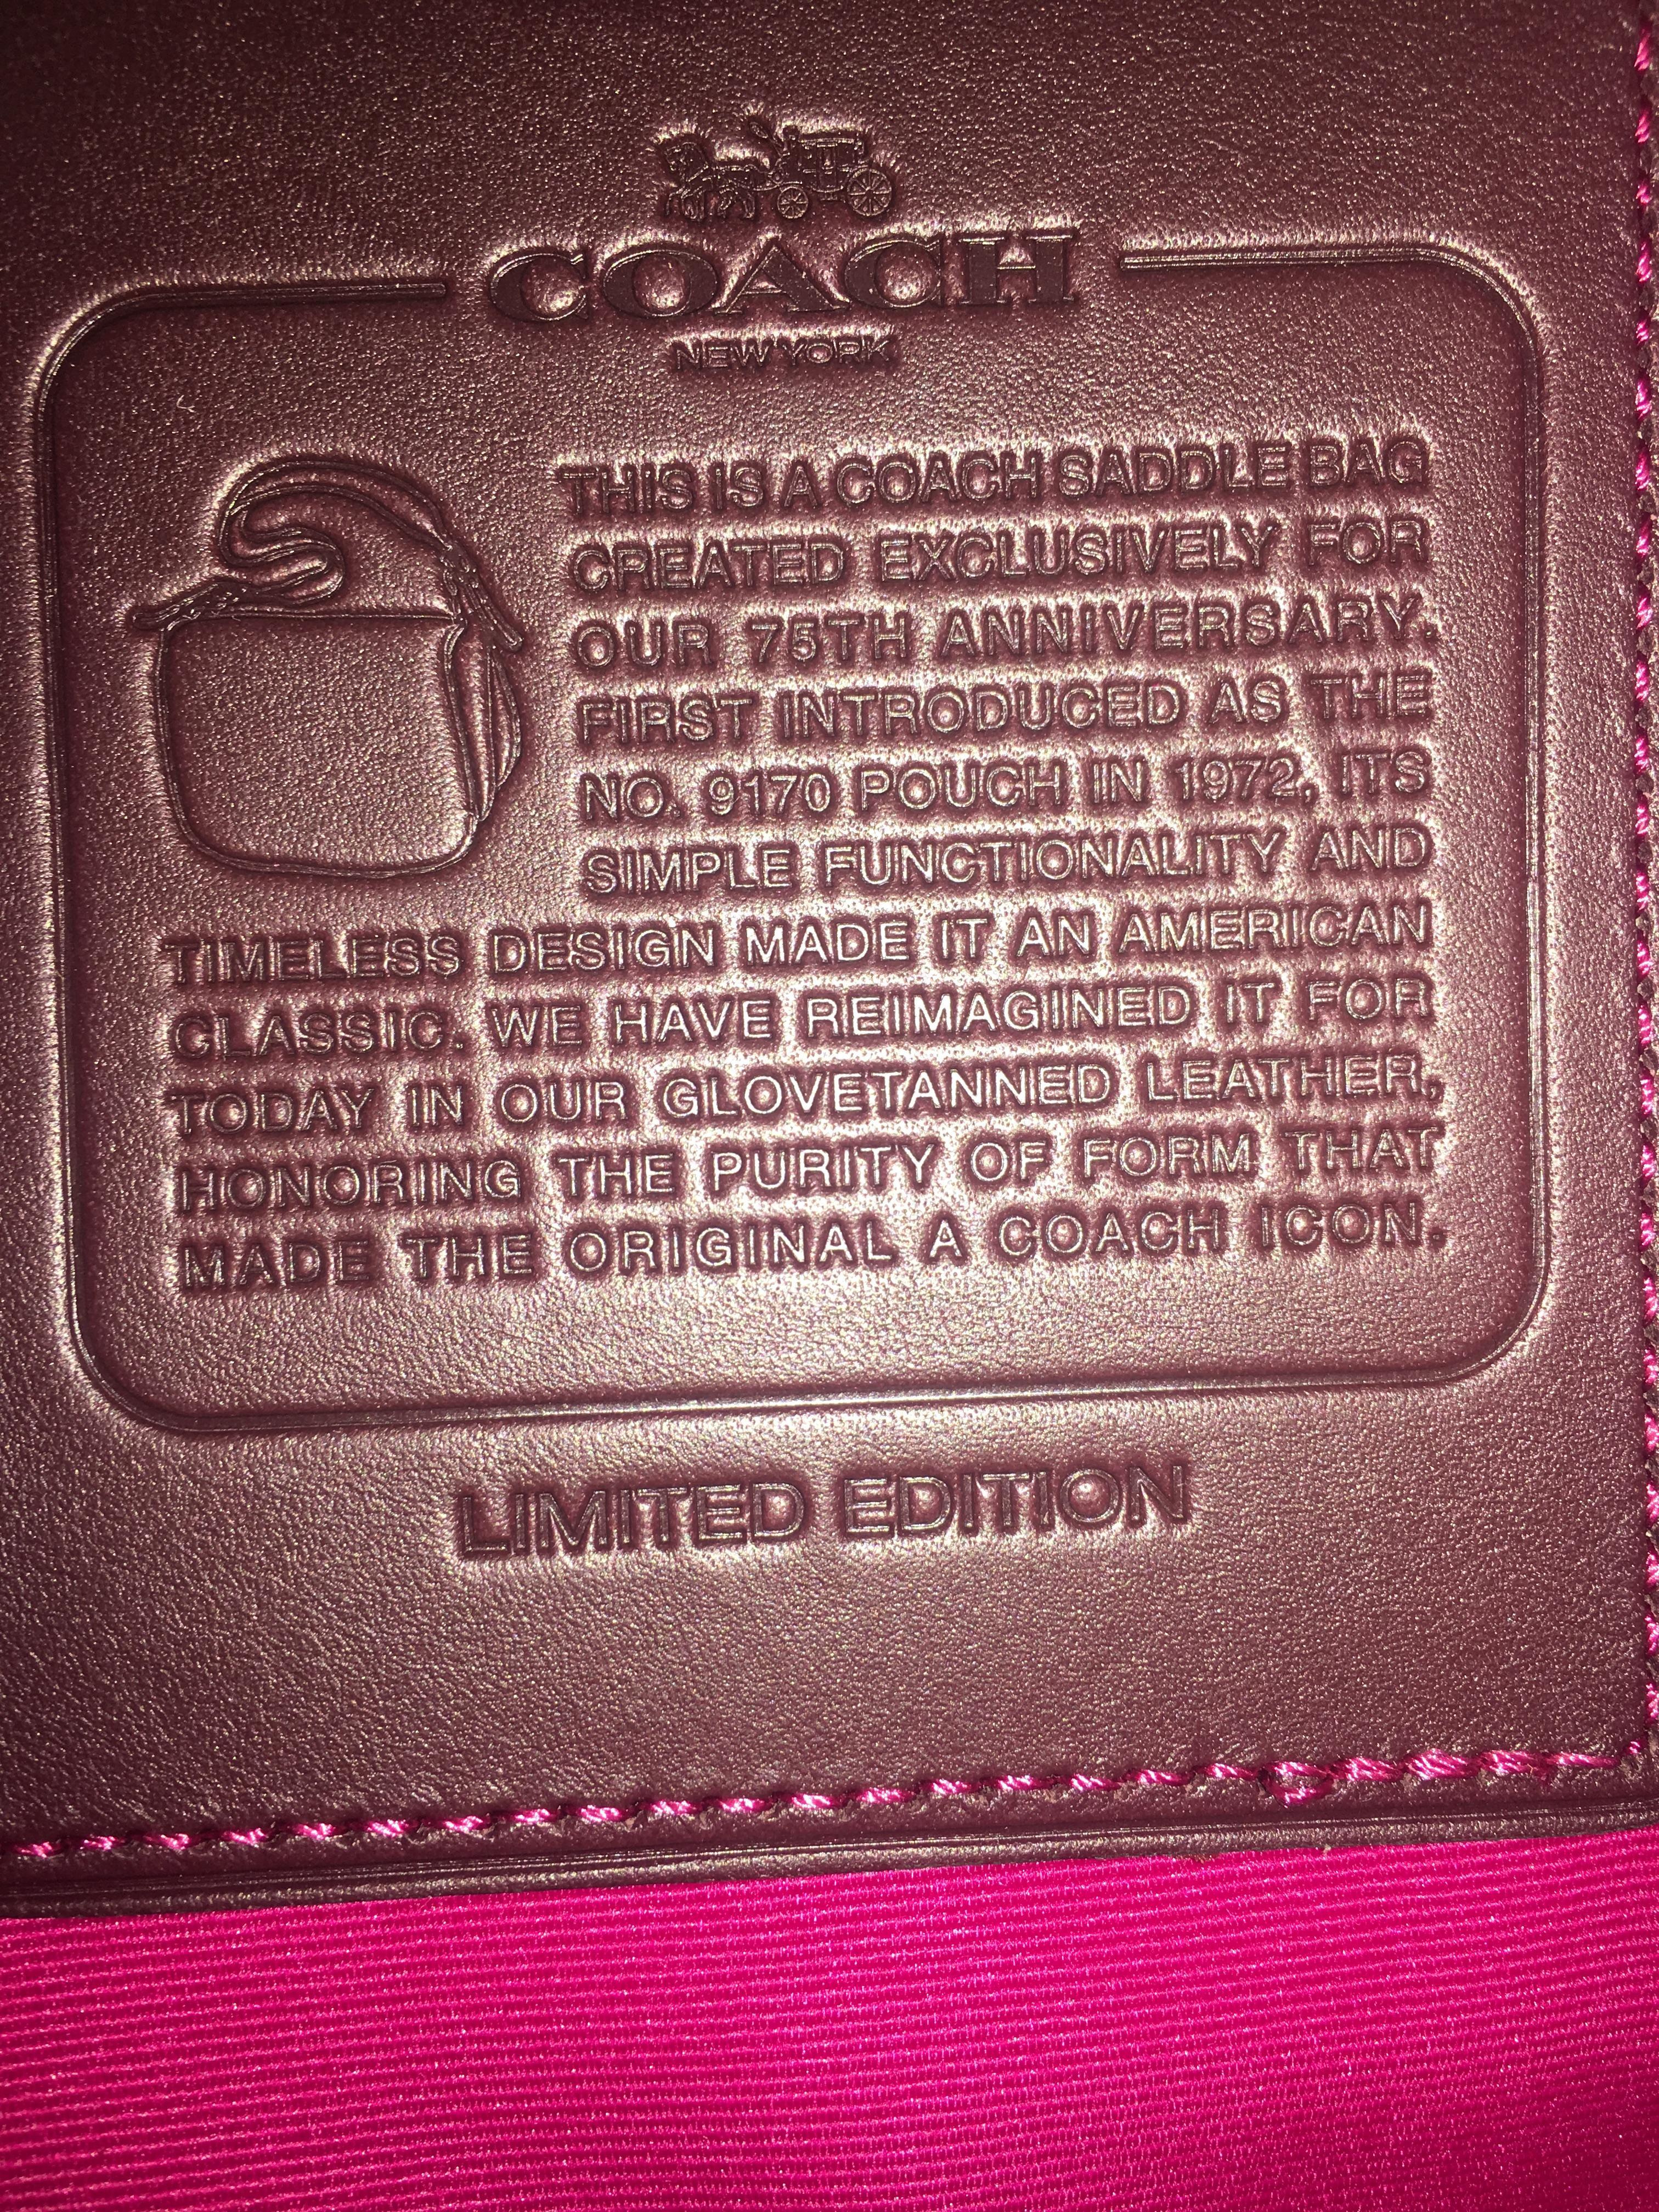 COACH
NEW YORK
THIS IS A COACH SADDLE BAG
CREATED EXCLUSIVELY FOR
OUR 75TH ANNIVERSARY.
FIRST INTRODUCED AS THE
NO. 9170 POUCH IN 1972, ITS
SIMPLE FUNCTIONALITY AND
TIMELESS DESIGN MADE IT AN AMERICAN
CLASSIC. WE HAVE REIMAGINED IT FOR
TODAY IN OUR GLOVETANNED LEATHER,
HONORING THE PURITY OF FORM THAT
MADE THE ORIGINAL A COACH ICON.
LIMITED EDITION